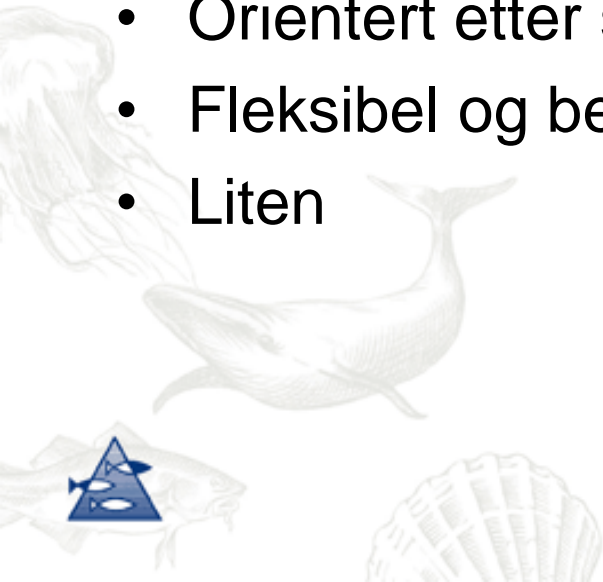 • Orientert etter
• Fleksibel og
• Liten